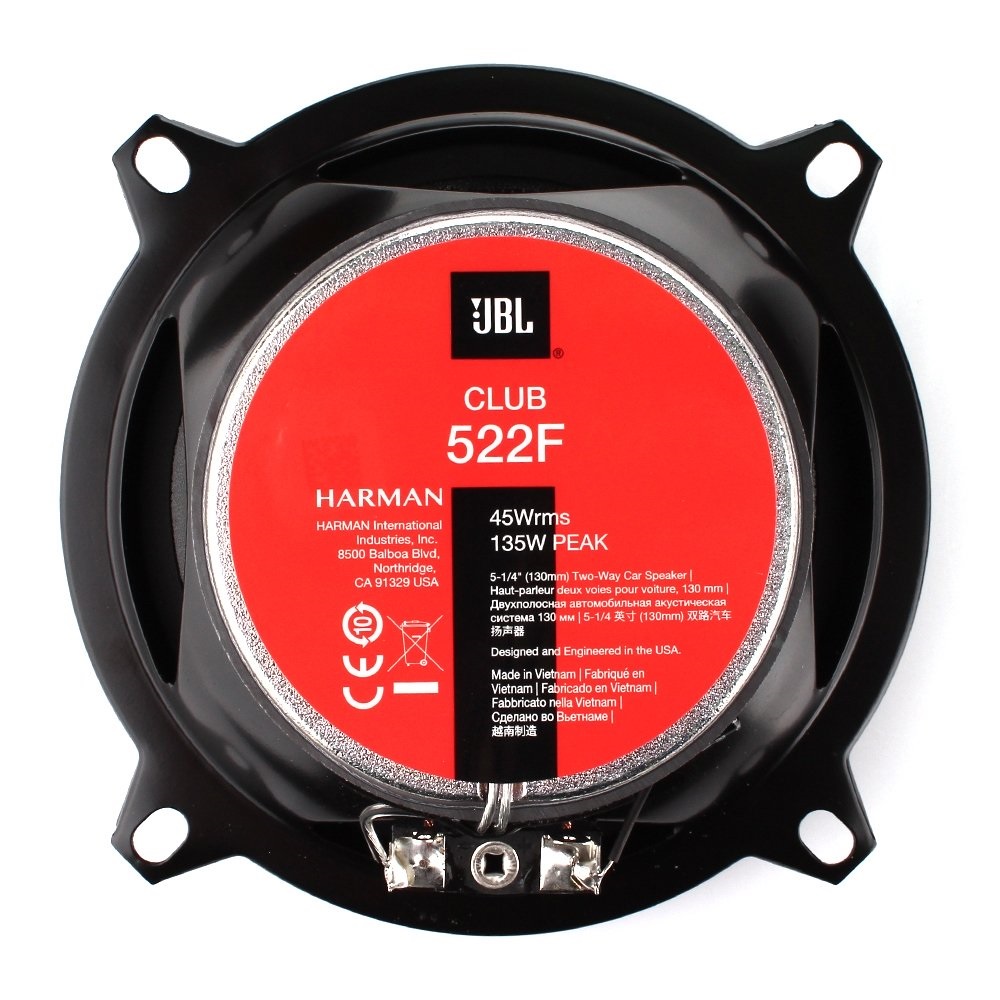 JBL
®
CLUB
522F
HARMAN
HARMAN International
Industries, Inc.
8500 Balboa Blvd,
Northridge,
CA 91329 USA
10
CE
45Wrms
135W PEAK
5-1/4" (130mm) Two-Way Car Speaker |
Haut-parleur deux voies pour voiture, 130 mm |
Двухполосная автомобильная акустическая
система 130 мм | 5-1/4 英寸 (130mm) 双路汽车
扬声器
Designed and Engineered in the USA.
Made in Vietnam | Fabriqué en
Vietnam | Fabricado en Vietnam |
Fabbricato nella Vietnam |
Сделано во Вьетнаме |
越南制造